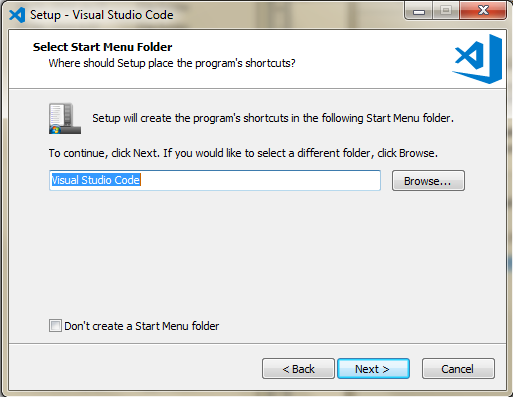 Setup - Visual Studio Code
Select Start Menu Folder
Where should Setup place the program's shortcuts?
Setup will create the program's shortcuts in the following Start Menu folder.
To continue, click Next. If you would like to select a different folder, click Browse.
Visual Studio Code
Browse...
Don't create a Start Menu folder
< Back
Next >
Cancel